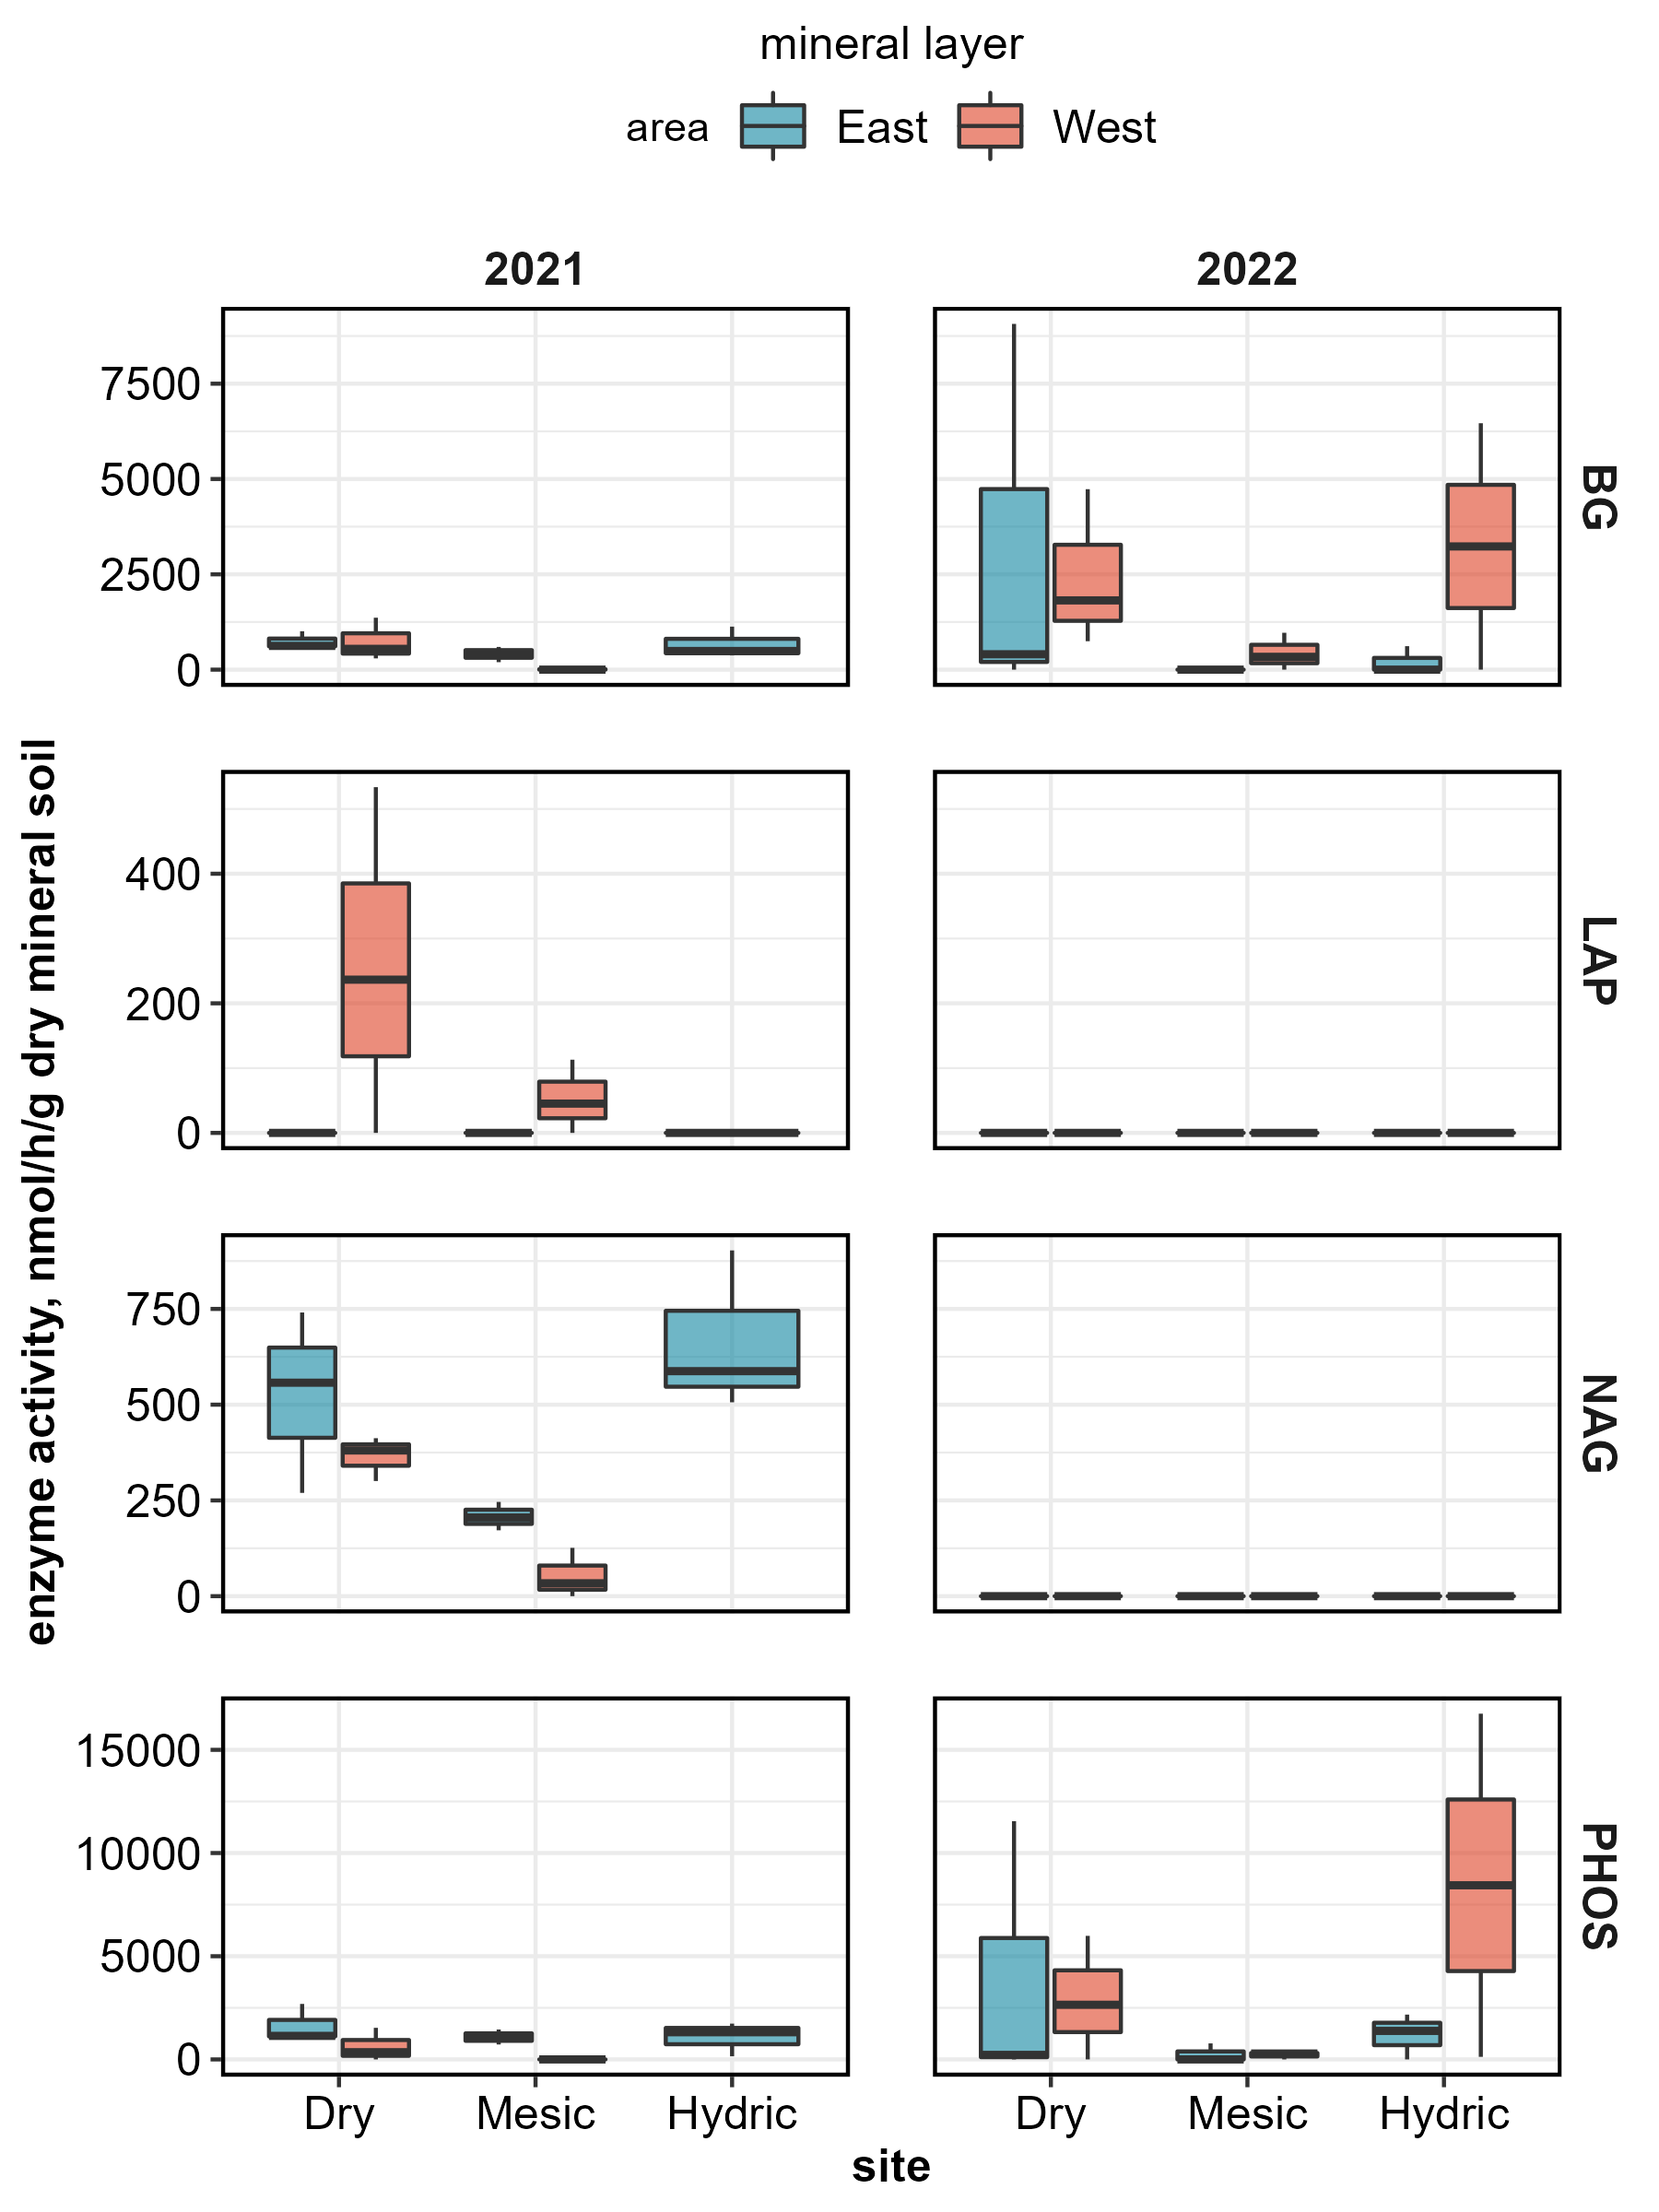 mineral layer
area East West
2021 2022
7500
5000
2500
0
BG
400
200
0
LAP
750
500
250
0
NAG
15000
10000
5000
0
PHOS
enzyme activity, nmol/h/g dry mineral soil
Dry Mesic Hydric Dry Mesic Hydric
site